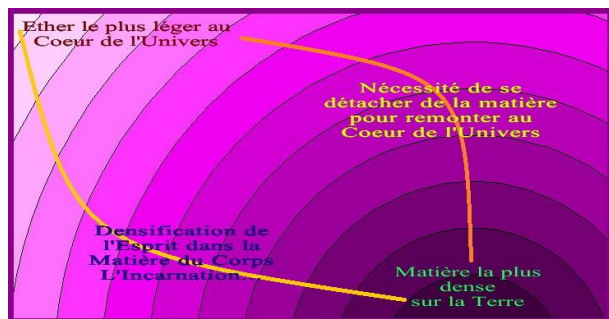 Ether le plus léger au
Coeur de l'Univers
Nécessité de se
détacher de la matière
pour remonter au
Coeur de l'Univers
Densification de
l'Esprit dans la
Matière du Corps
L'Incarnation...
Matière la plus
dense
sur la Terre